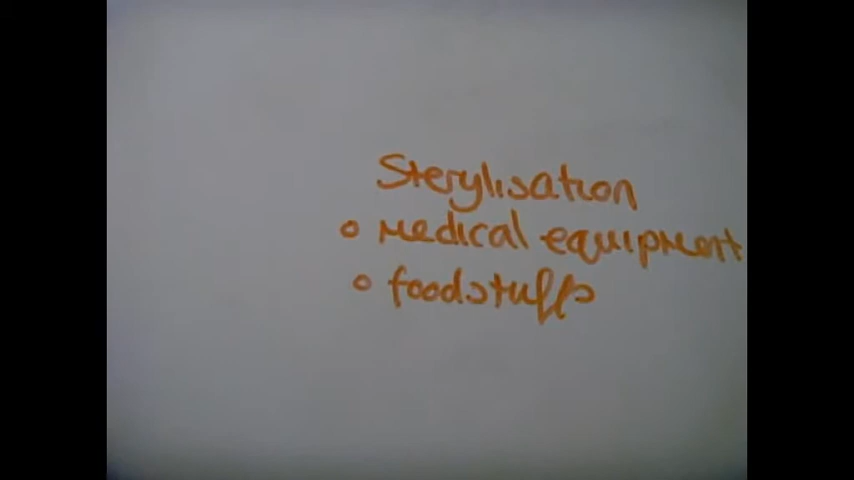 Sterylisation
• medical equipment
• foodstuffs